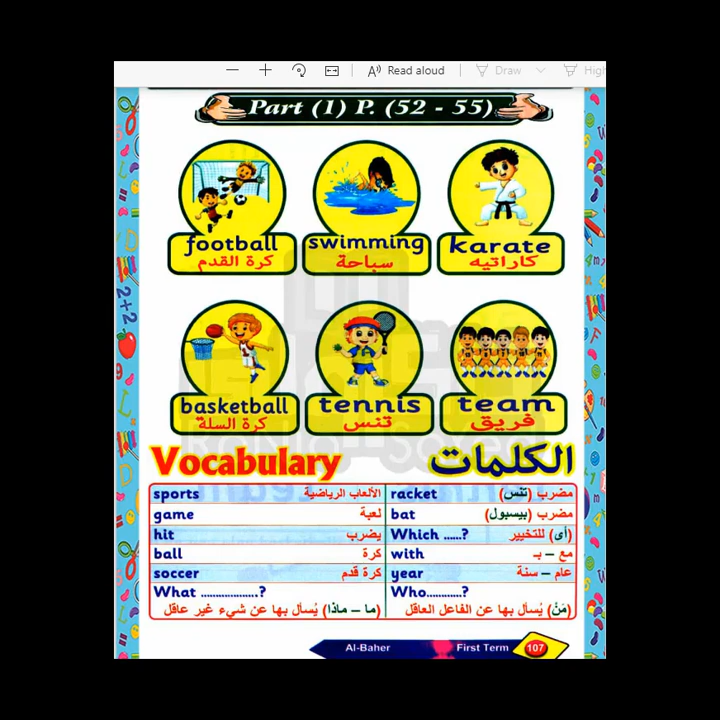 Read aloud
Draw
High
Part (1) P. (52 - 55)
football
كرة القدم
swimming
سباحة
karate
كاراتيه
basketball
كرة السلة
tennis
تنس
team
فريق
Vocabulary الكلمات
sports الألعاب الرياضية racket مضرب (تنس)
game لعبة bat مضرب (بيسبول)
hit يضرب Which ......? (أى) للتخيير
ball كرة with مع – بـ
soccer كرة قدم year عام – سنة
What ...................? Who............?
(ما – ماذا) يُسأل بها عن شيء غير عاقل (مَنْ) يُسأل بها عن الفاعل العاقل
Al-Baher First Term 107